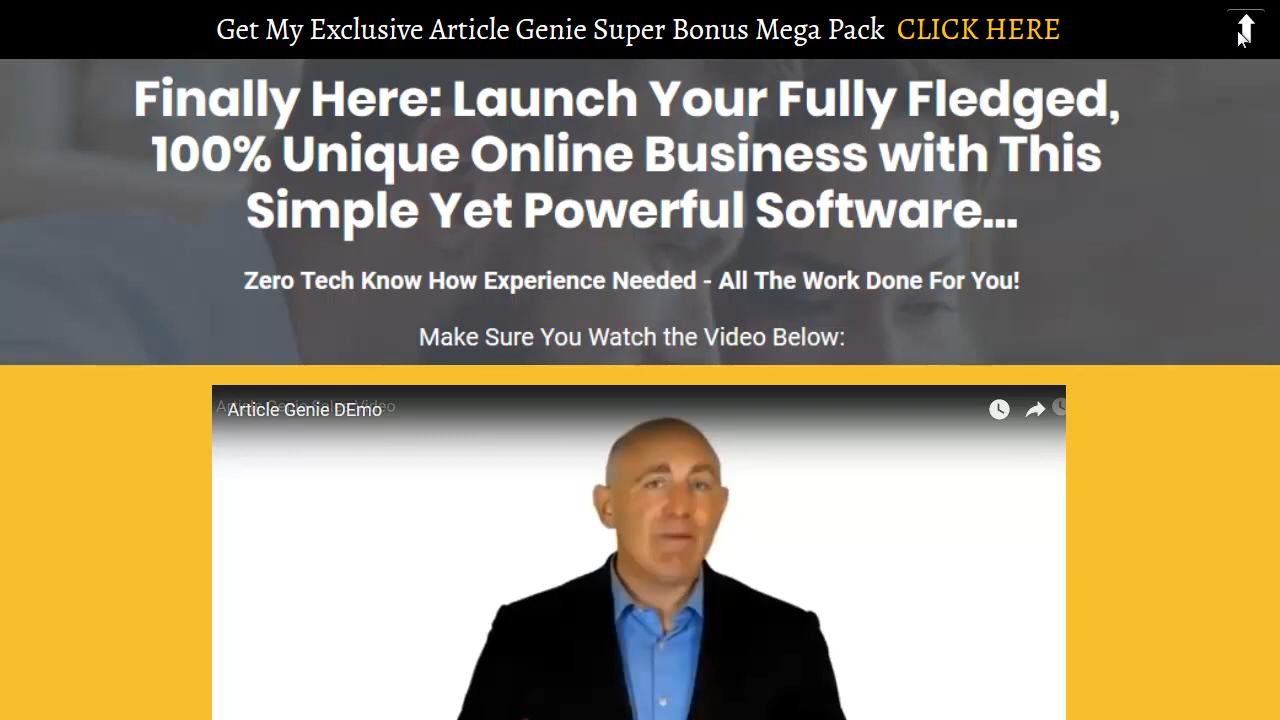 Get My Exclusive Article Genie Super Bonus Mega Pack CLICK HERE
Finally Here: Launch Your Fully Fledged,
100% Unique Online Business with This
Simple Yet Powerful Software...
Zero Tech Know How Experience Needed - All The Work Done For You!
Make Sure You Watch the Video Below:
Article Genie DEmo